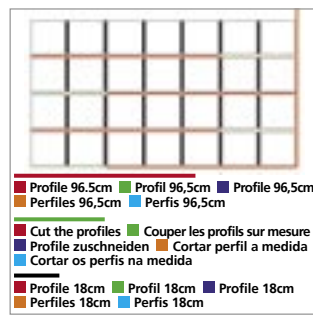 Profile 96.5cm Profil 96,5cm Profile 96,5cm
Perfiles 96,5cm Perfis 96,5cm
Cut the profiles Couper les profils sur mesure
Profile zuschneiden Cortar perfil a medida
Cortar os perfis na medida
Profile 18cm Profil 18cm Profile 18cm
Perfiles 18cm Perfis 18cm